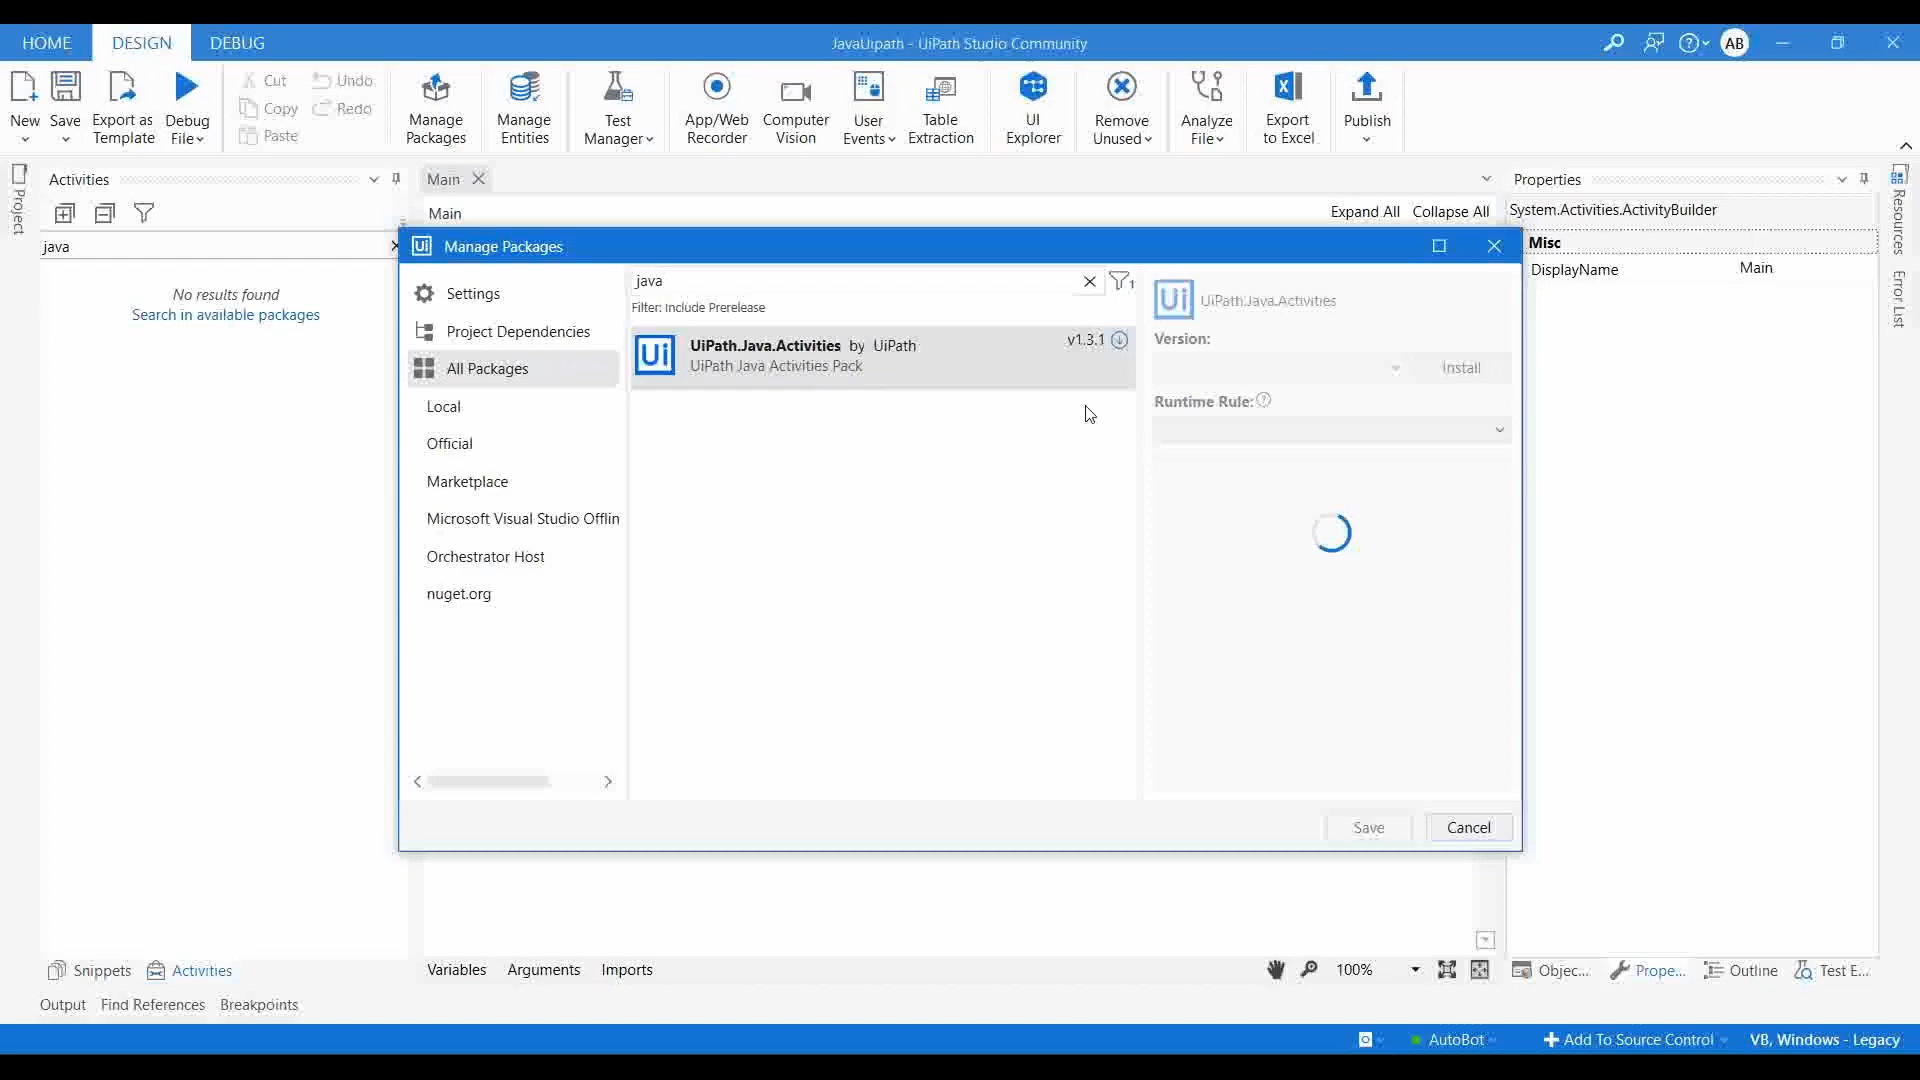 HOME DESIGN DEBUG
JavaUipath - UiPath Studio Community
AB
New Save Export as Template Debug File
Cut Copy Paste Undo Redo
Manage Packages
Manage Entities
Test Manager
App/Web Recorder
Computer Vision
User Events
Table Extraction
UI Explorer
Remove Unused
Analyze File
Export to Excel
Publish
Project
Activities
java
No results found
Search in available packages
Main
Main Expand All Collapse All
Properties
System.Activities.ActivityBuilder
Misc
DisplayName Main
Resources
Error List
Ui Manage Packages
Settings
Project Dependencies
All Packages
Local
Official
Marketplace
Microsoft Visual Studio Offlin
Orchestrator Host
nuget.org
java
1
Filter: Include Prerelease
Ui UiPath.Java.Activities by UiPath v1.3.1
UiPath Java Activities Pack
Ui UiPath.Java.Activities
Version:
Install
Runtime Rule: ?
Save Cancel
Snippets Activities
Variables Arguments Imports
100%
Objec... Prope... Outline Test E...
Output Find References Breakpoints
AutoBot Add To Source Control VB, Windows - Legacy